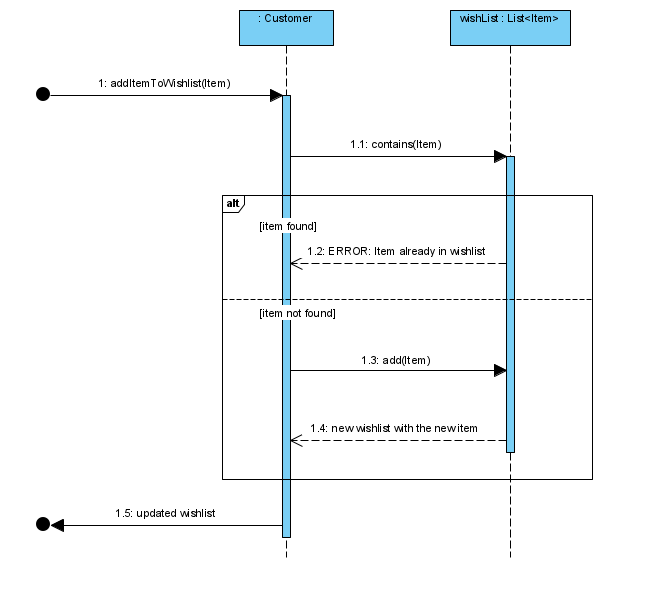 : Customer
wishList : List<Item>
1: addItemToWishlist(Item)
1.1: contains(Item)
alt
[item found]
1.2: ERROR: Item already in wishlist
[item not found]
1.3: add(Item)
1.4: new wishlist with the new item
1.5: updated wishlist